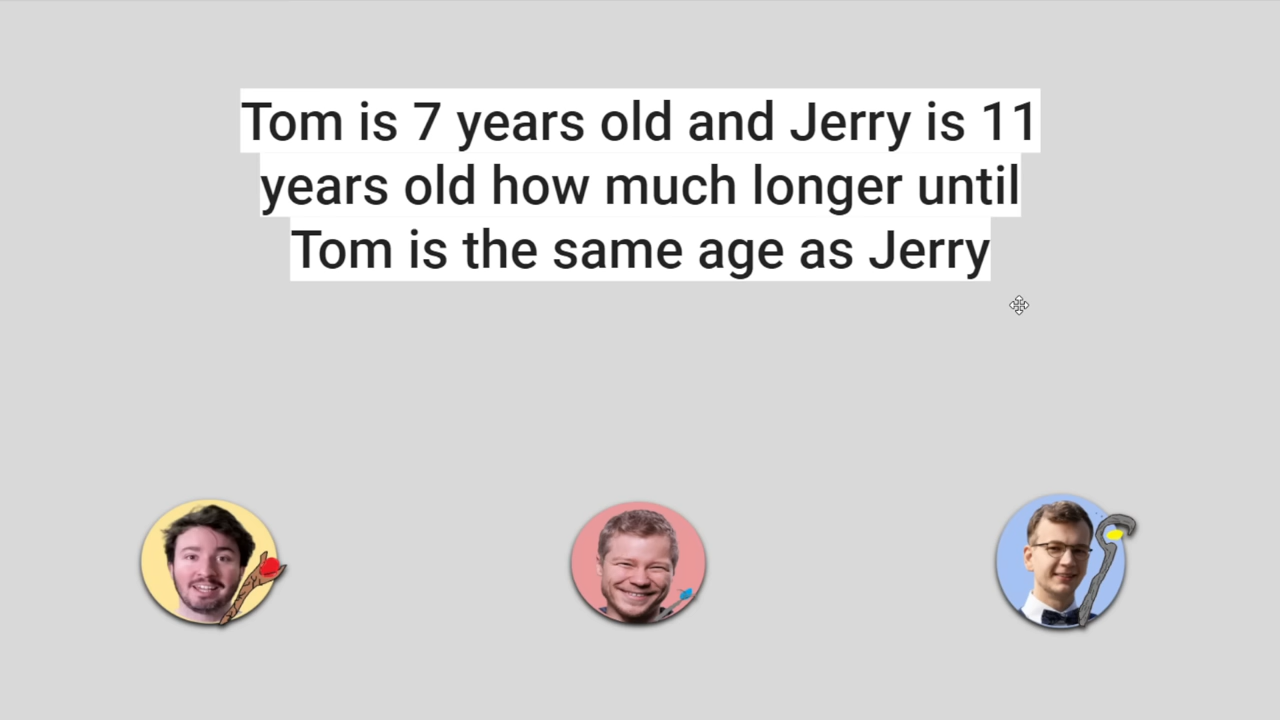 Tom is 7 years old and Jerry is 11
years old how much longer until
Tom is the same age as Jerry